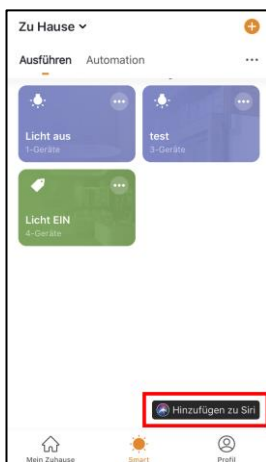 Zu Hause
Ausführen Automation
Licht aus
1-Geräte
test
3-Geräte
Licht EIN
4-Geräte
Hinzufügen zu Siri
Mein Zuhause Smart Profil